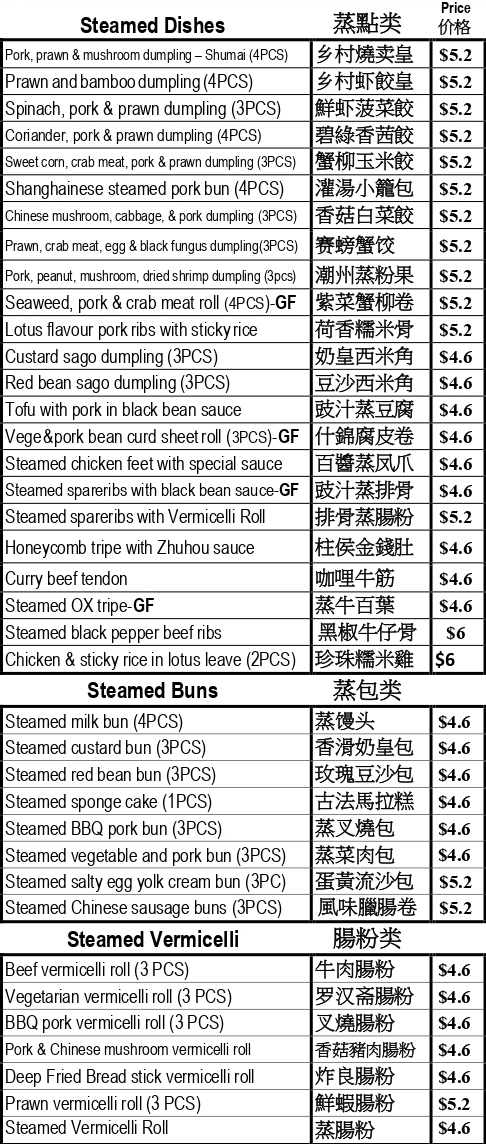 Steamed Dishes 蒸點类 Price 价格
Pork, prawn & mushroom dumpling – Shumai (4PCS) 乡村燒卖皇 $5.2
Prawn and bamboo dumpling (4PCS) 乡村虾餃皇 $5.2
Spinach, pork & prawn dumpling (3PCS) 鮮虾菠菜餃 $5.2
Coriander, pork & prawn dumpling (4PCS) 碧綠香茜餃 $5.2
Sweet corn, crab meat, pork & prawn dumpling (3PCS) 蟹柳玉米餃 $5.2
Shanghainese steamed pork bun (4PCS) 灌湯小籠包 $5.2
Chinese mushroom, cabbage, & pork dumpling (3PCS) 香菇白菜餃 $5.2
Prawn, crab meat, egg & black fungus dumpling(3PCS) 赛螃蟹饺 $5.2
Pork, peanut, mushroom, dried shrimp dumpling (3pcs) 潮州蒸粉果 $5.2
Seaweed, pork & crab meat roll (4PCS)-GF 紫菜蟹柳卷 $5.2
Lotus flavour pork ribs with sticky rice 荷香糯米骨 $5.2
Custard sago dumpling (3PCS) 奶皇西米角 $4.6
Red bean sago dumpling (3PCS) 豆沙西米角 $4.6
Tofu with pork in black bean sauce 豉汁蒸豆腐 $4.6
Vege&pork bean curd sheet roll (3PCS)-GF 什錦腐皮卷 $4.6
Steamed chicken feet with special sauce 百醬蒸凤爪 $4.6
Steamed spareribs with black bean sauce-GF 豉汁蒸排骨 $4.6
Steamed spareribs with Vermicelli Roll 排骨蒸腸粉 $5.2
Honeycomb tripe with Zhuhou sauce 柱侯金錢肚 $4.6
Curry beef tendon 咖哩牛筋 $4.6
Steamed OX tripe-GF 蒸牛百葉 $4.6
Steamed black pepper beef ribs 黑椒牛仔骨 $6
Chicken & sticky rice in lotus leave (2PCS) 珍珠糯米雞 $6
Steamed Buns 蒸包类
Steamed milk bun (4PCS) 蒸馒头 $4.6
Steamed custard bun (3PCS) 香滑奶皇包 $4.6
Steamed red bean bun (3PCS) 玫瑰豆沙包 $4.6
Steamed sponge cake (1PCS) 古法馬拉糕 $4.6
Steamed BBQ pork bun (3PCS) 蒸叉燒包 $4.6
Steamed vegetable and pork bun (3PCS) 蒸菜肉包 $4.6
Steamed salty egg yolk cream bun (3PC) 蛋黃流沙包 $5.2
Steamed Chinese sausage buns (3PCS) 風味臘腸卷 $5.2
Steamed Vermicelli 腸粉类
Beef vermicelli roll (3 PCS) 牛肉腸粉 $4.6
Vegetarian vermicelli roll (3 PCS) 罗汉斋腸粉 $4.6
BBQ pork vermicelli roll (3 PCS) 叉燒腸粉 $4.6
Pork & Chinese mushroom vermicelli roll 香菇豬肉腸粉 $4.6
Deep Fried Bread stick vermicelli roll 炸良腸粉 $4.6
Prawn vermicelli roll (3 PCS) 鮮蝦腸粉 $5.2
Steamed Vermicelli Roll 蒸腸粉 $4.6